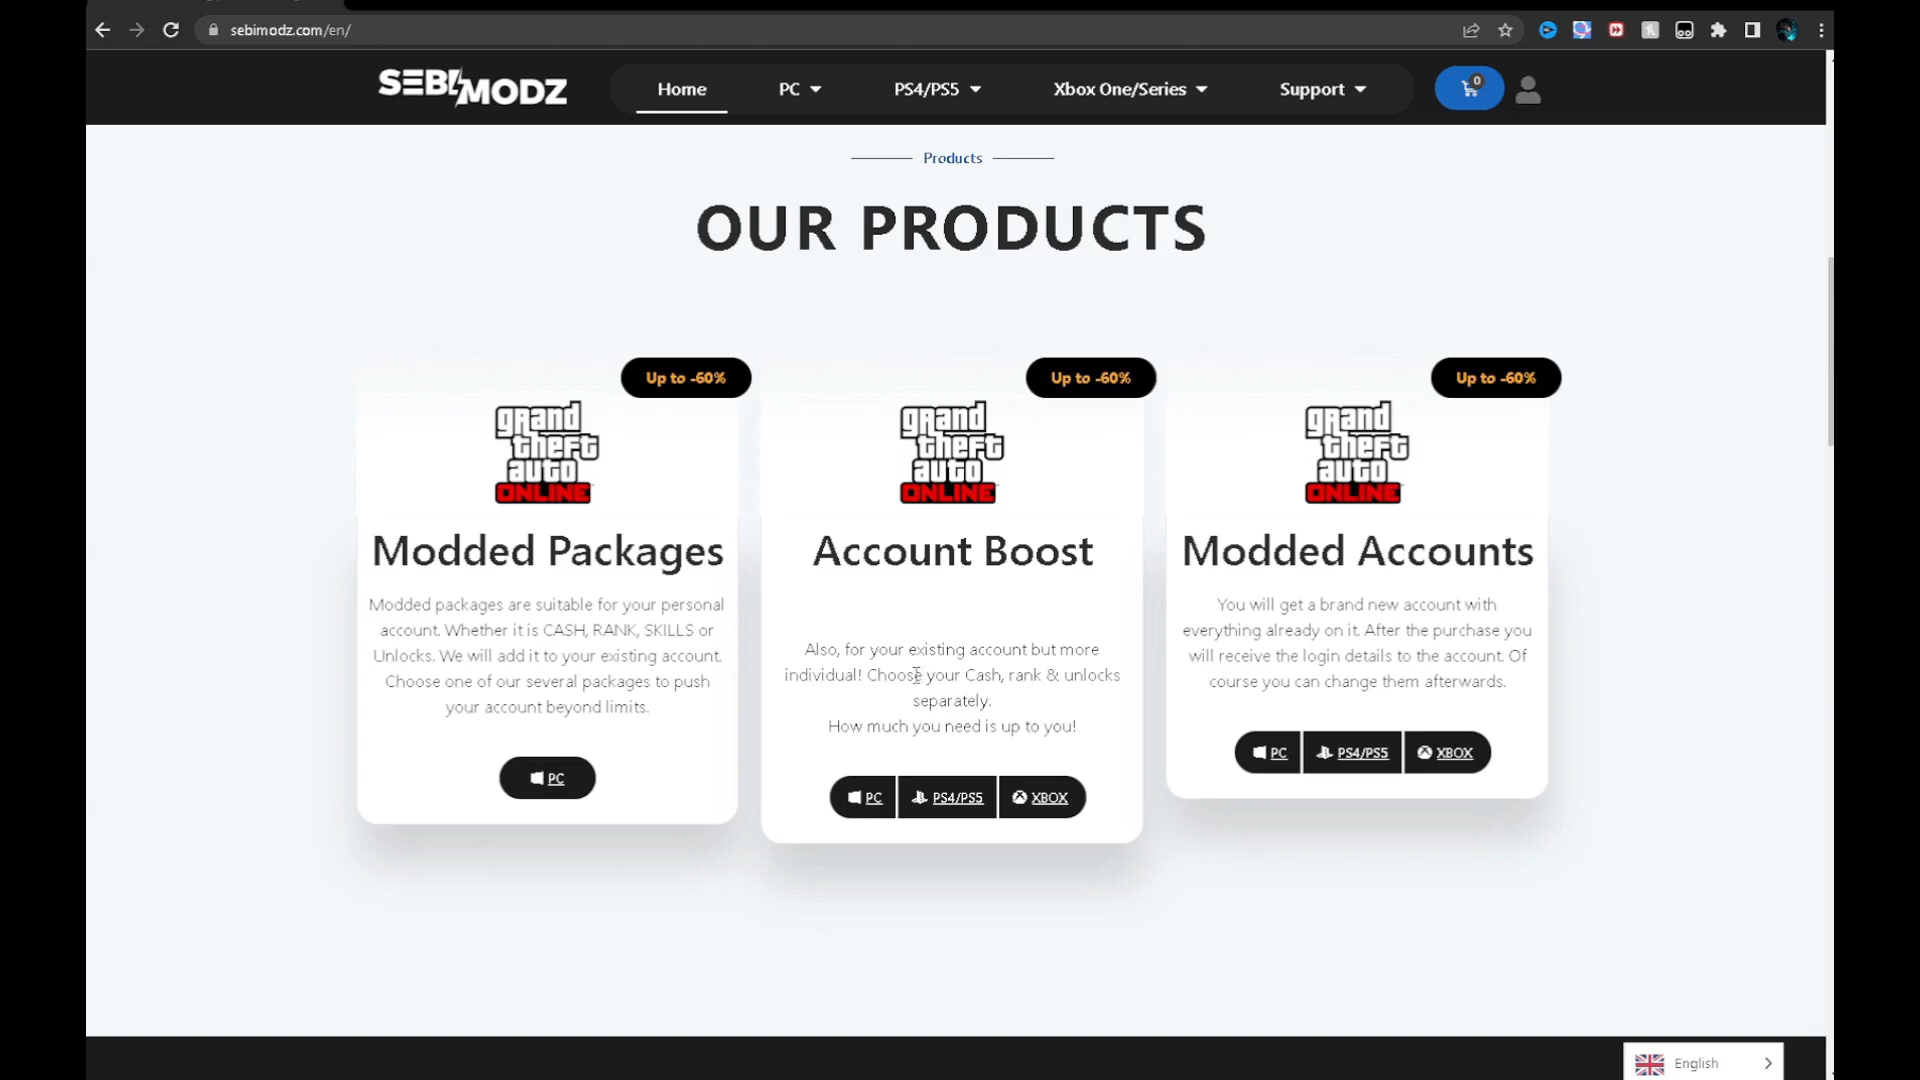 sebimodz.com/en/
SEBI MODZ
Home
PC
PS4/PS5
Xbox One/Series
Support
0
Products
OUR PRODUCTS
Up to -60%
grand
theft
auto
ONLINE
Modded Packages
Modded packages are suitable for your personal
account. Whether it is CASH, RANK, SKILLS or
Unlocks. We will add it to your existing account.
Choose one of our several packages to push
your account beyond limits.
PC
Up to -60%
grand
theft
auto
ONLINE
Account Boost
Also, for your existing account but more
individual! Choose your Cash, rank & unlocks
separately.
How much you need is up to you!
PC
PS4/PS5
XBOX
Up to -60%
grand
theft
auto
ONLINE
Modded Accounts
You will get a brand new account with
everything already on it. After the purchase you
will receive the login details to the account. Of
course you can change them afterwards.
PC
PS4/PS5
XBOX
English